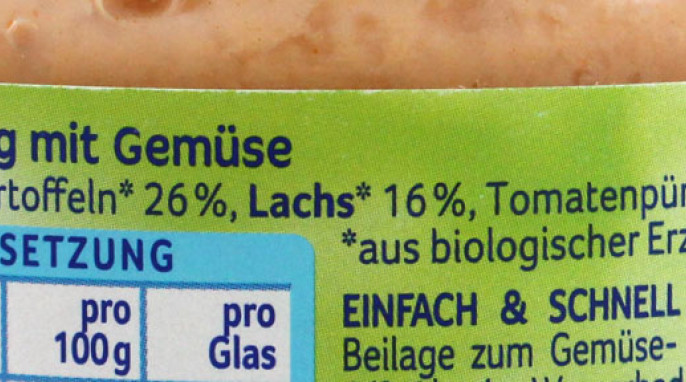 g mit Gemüse
rtoffeln* 26%, Lachs* 16%, Tomatenpür
*aus biologischer Erz
SETZUNG
pro 100g
pro Glas
EINFACH & SCHNELL
Beilage zum Gemüse-